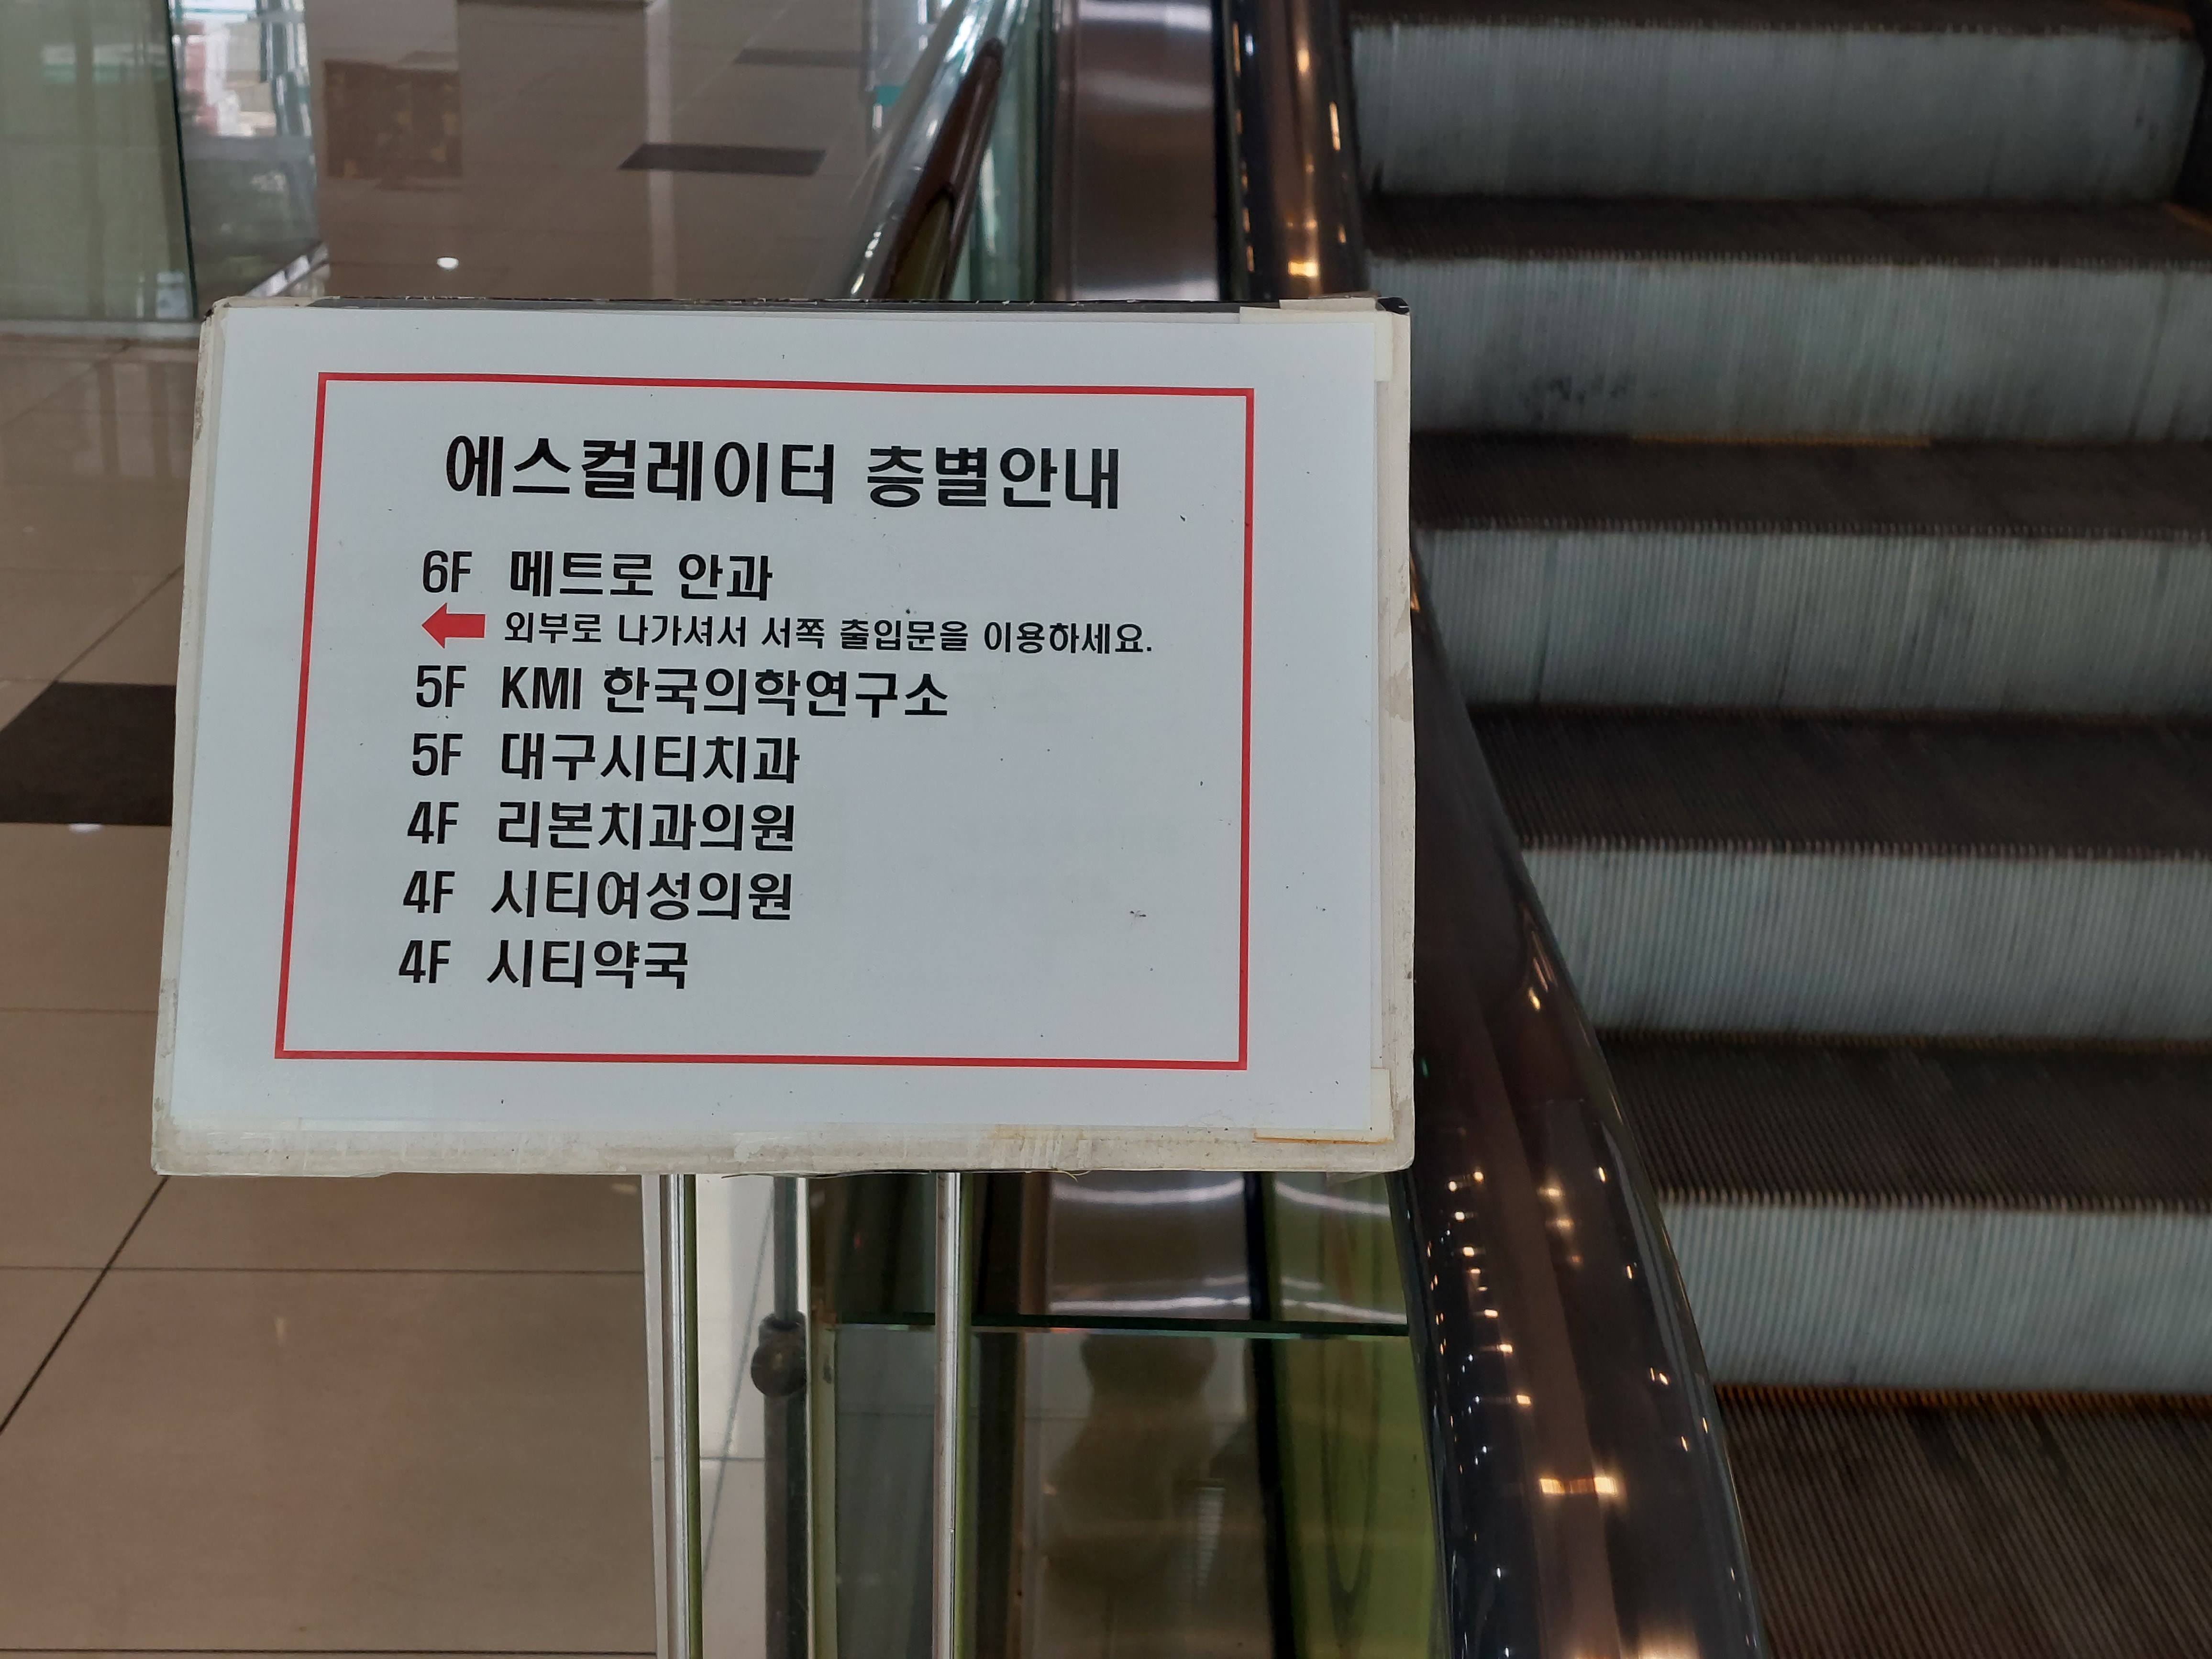 에스컬레이터 층별안내
6F 메트로 안과
외부로 나가셔서 서쪽 출입문을 이용하세요.
5F KMI 한국의학연구소
5F 대구시티치과
4F 리본치과의원
4F 시티여성의원
4F 시티약국